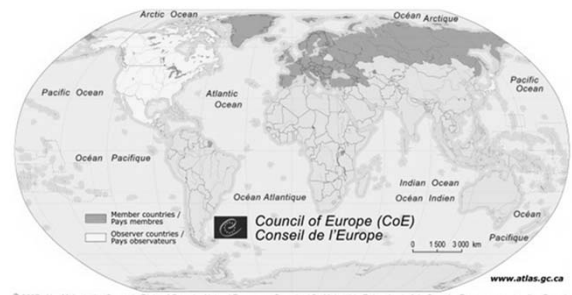 Arctic Ocean
Océan Arctique
Pacific Ocean
Atlantic Ocean
Pacific Ocean
Océan Pacifique
Indian Ocean
Océan Atlantique
Océan Indien
Océan Pacifique
Member countries /
Pays membres
Observer countries /
Pays observateurs
Council of Europe (CoE)
Conseil de l'Europe
0 1 500 3 000 km
www.atlas.gc.ca